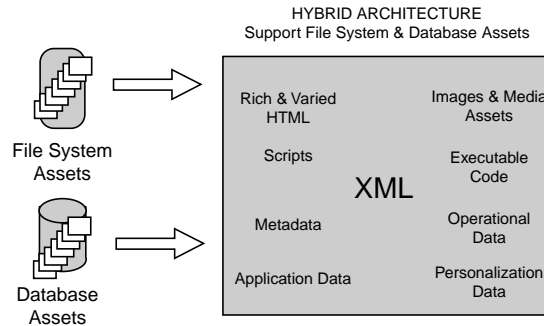 HYBRID ARCHITECTURE
Support File System & Database Assets
File System
Assets
Database
Assets
Rich & Varied
HTML
Images & Media
Assets
Scripts
Executable
Code
XML
Metadata
Operational
Data
Application Data
Personalization
Data